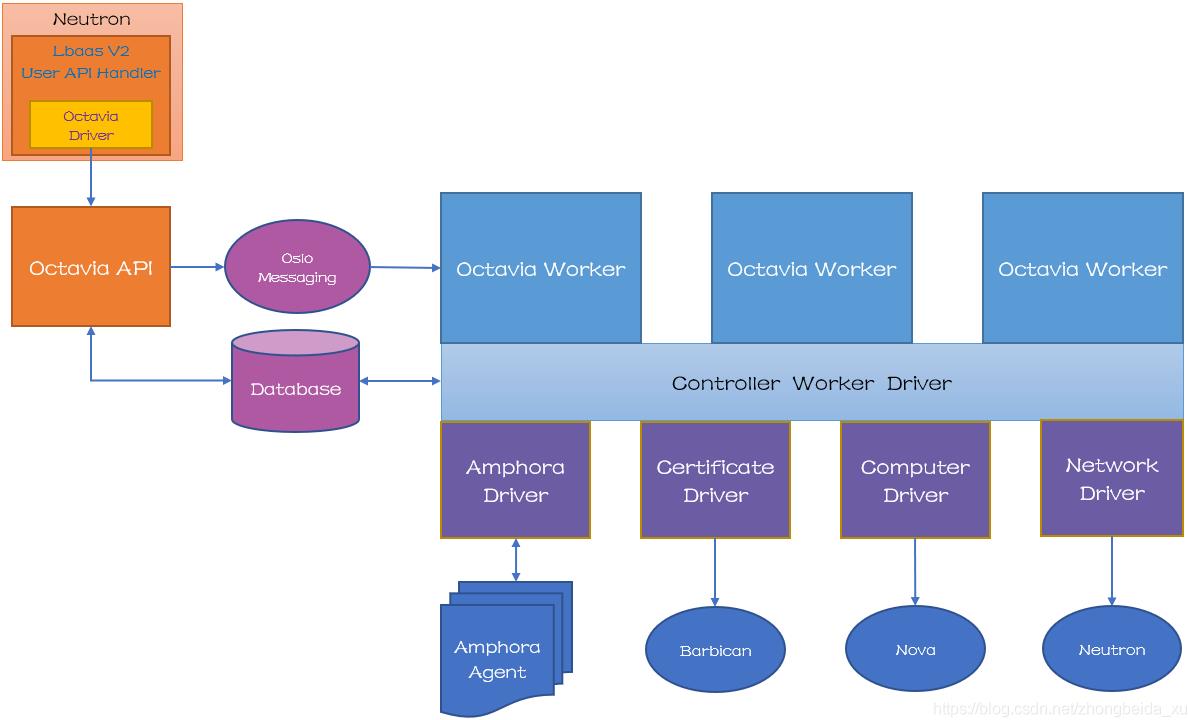 Neutron
Lbaas V2
User API Handler
Octavia
Driver
Octavia API
Oslo
Messaging
Database
Octavia Worker
Octavia Worker
Octavia Worker
Controller Worker Driver
Amphora
Driver
Certificate
Driver
Computer
Driver
Network
Driver
Amphora
Agent
Barbican
Nova
Neutron
https://blog.csdn.net/zhongbeida_xu